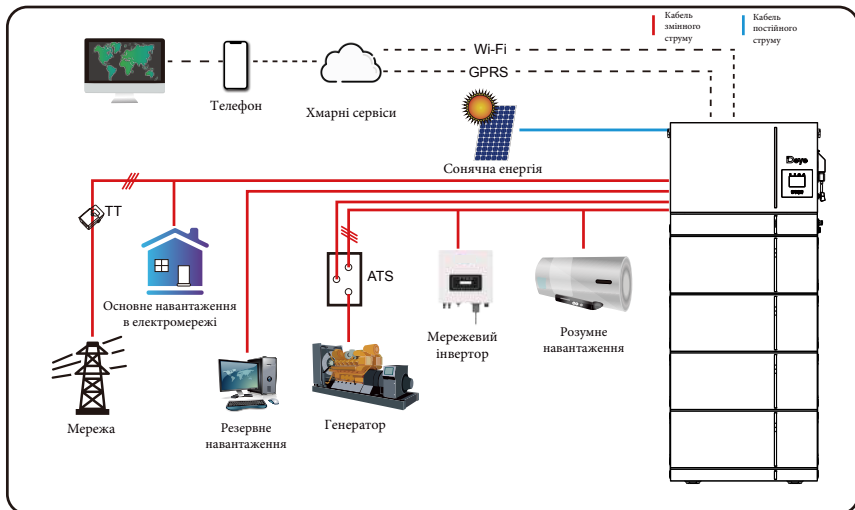 Кабель
змінного
струму
Кабель
постійного
струму
Wi-Fi
GPRS
Телефон
Хмарні сервіси
Сонячна енергія
Deye
TT
ATS
Основне навантаження
в електромережі
Мережевий
інвертор
Розумне
навантаження
Мережа
Резервне
навантаження
Генератор